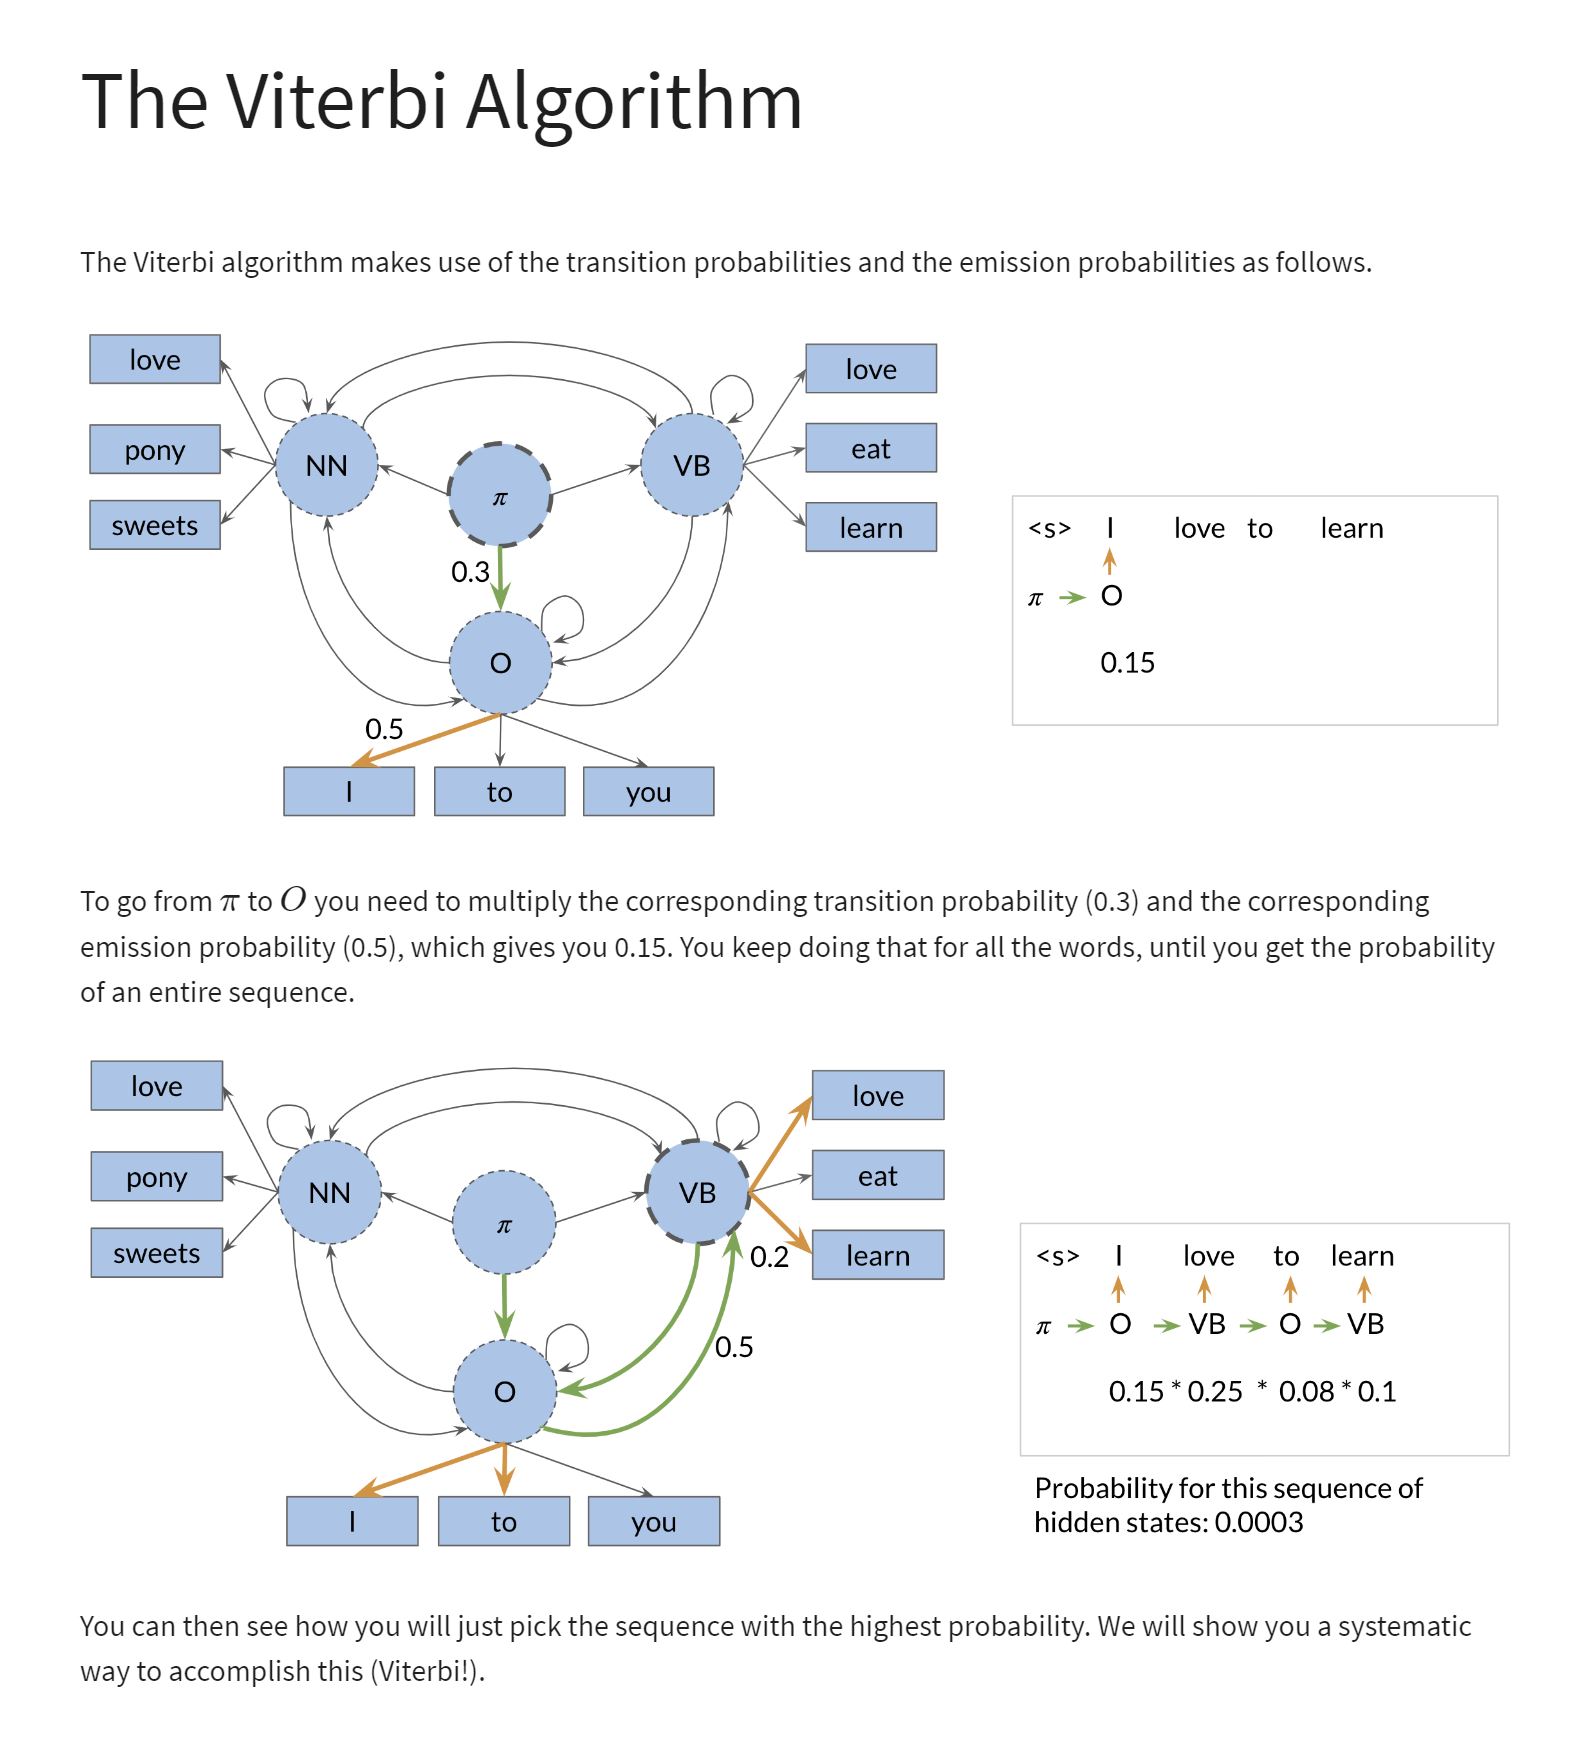 The Viterbi Algorithm
The Viterbi algorithm makes use of the transition probabilities and the emission probabilities as follows.
love
love
pony
NN
VB
eat
π
sweets
learn
<s> I love to learn
0.3
π O
O
0.15
0.5
I to you
To go from π to O you need to multiply the corresponding transition probability (0.3) and the corresponding
emission probability (0.5), which gives you 0.15. You keep doing that for all the words, until you get the probability
of an entire sequence.
love
love
pony
NN
VB
eat
π
sweets
0.2
learn
<s> I love to learn
π O VB O VB
0.5
O
0.15 * 0.25 * 0.08 * 0.1
I to you
Probability for this sequence of
hidden states: 0.0003
You can then see how you will just pick the sequence with the highest probability. We will show you a systematic
way to accomplish this (Viterbi!).